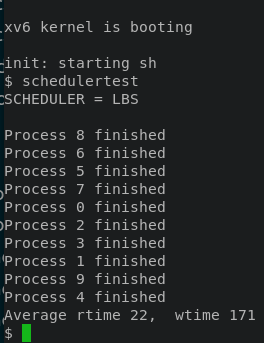 xv6 kernel is booting
init: starting sh
$ schedulertest
SCHEDULER = LBS
Process 8 finished
Process 6 finished
Process 5 finished
Process 7 finished
Process 0 finished
Process 2 finished
Process 3 finished
Process 1 finished
Process 9 finished
Process 4 finished
Average rtime 22,  wtime 171
$